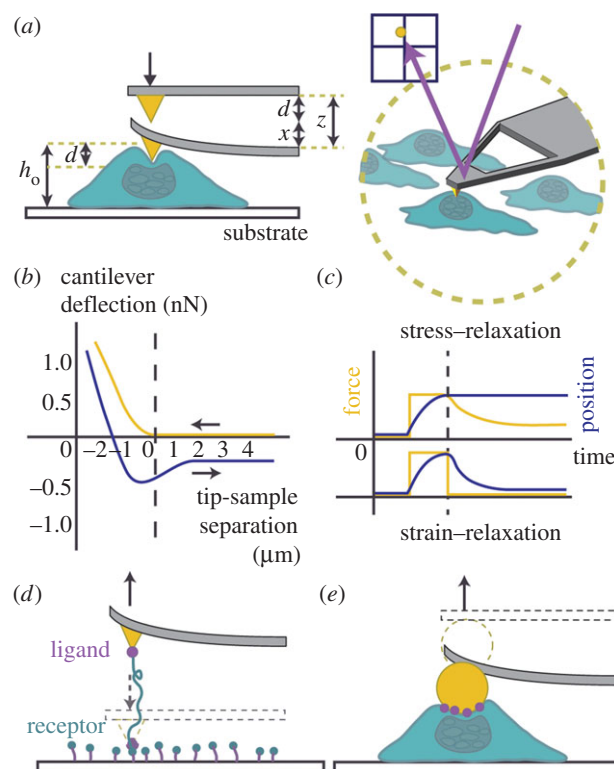 (a)
d
x
z
d
h₀
substrate
(b) cantilever
deflection (nN)
1.0
0.5
0
–2 –1 0 1 2 3 4
–0.5
–1.0
tip-sample
separation
(μm)
(c)
stress–relaxation
force
position
0
time
strain–relaxation
(d)
ligand
receptor
(e)